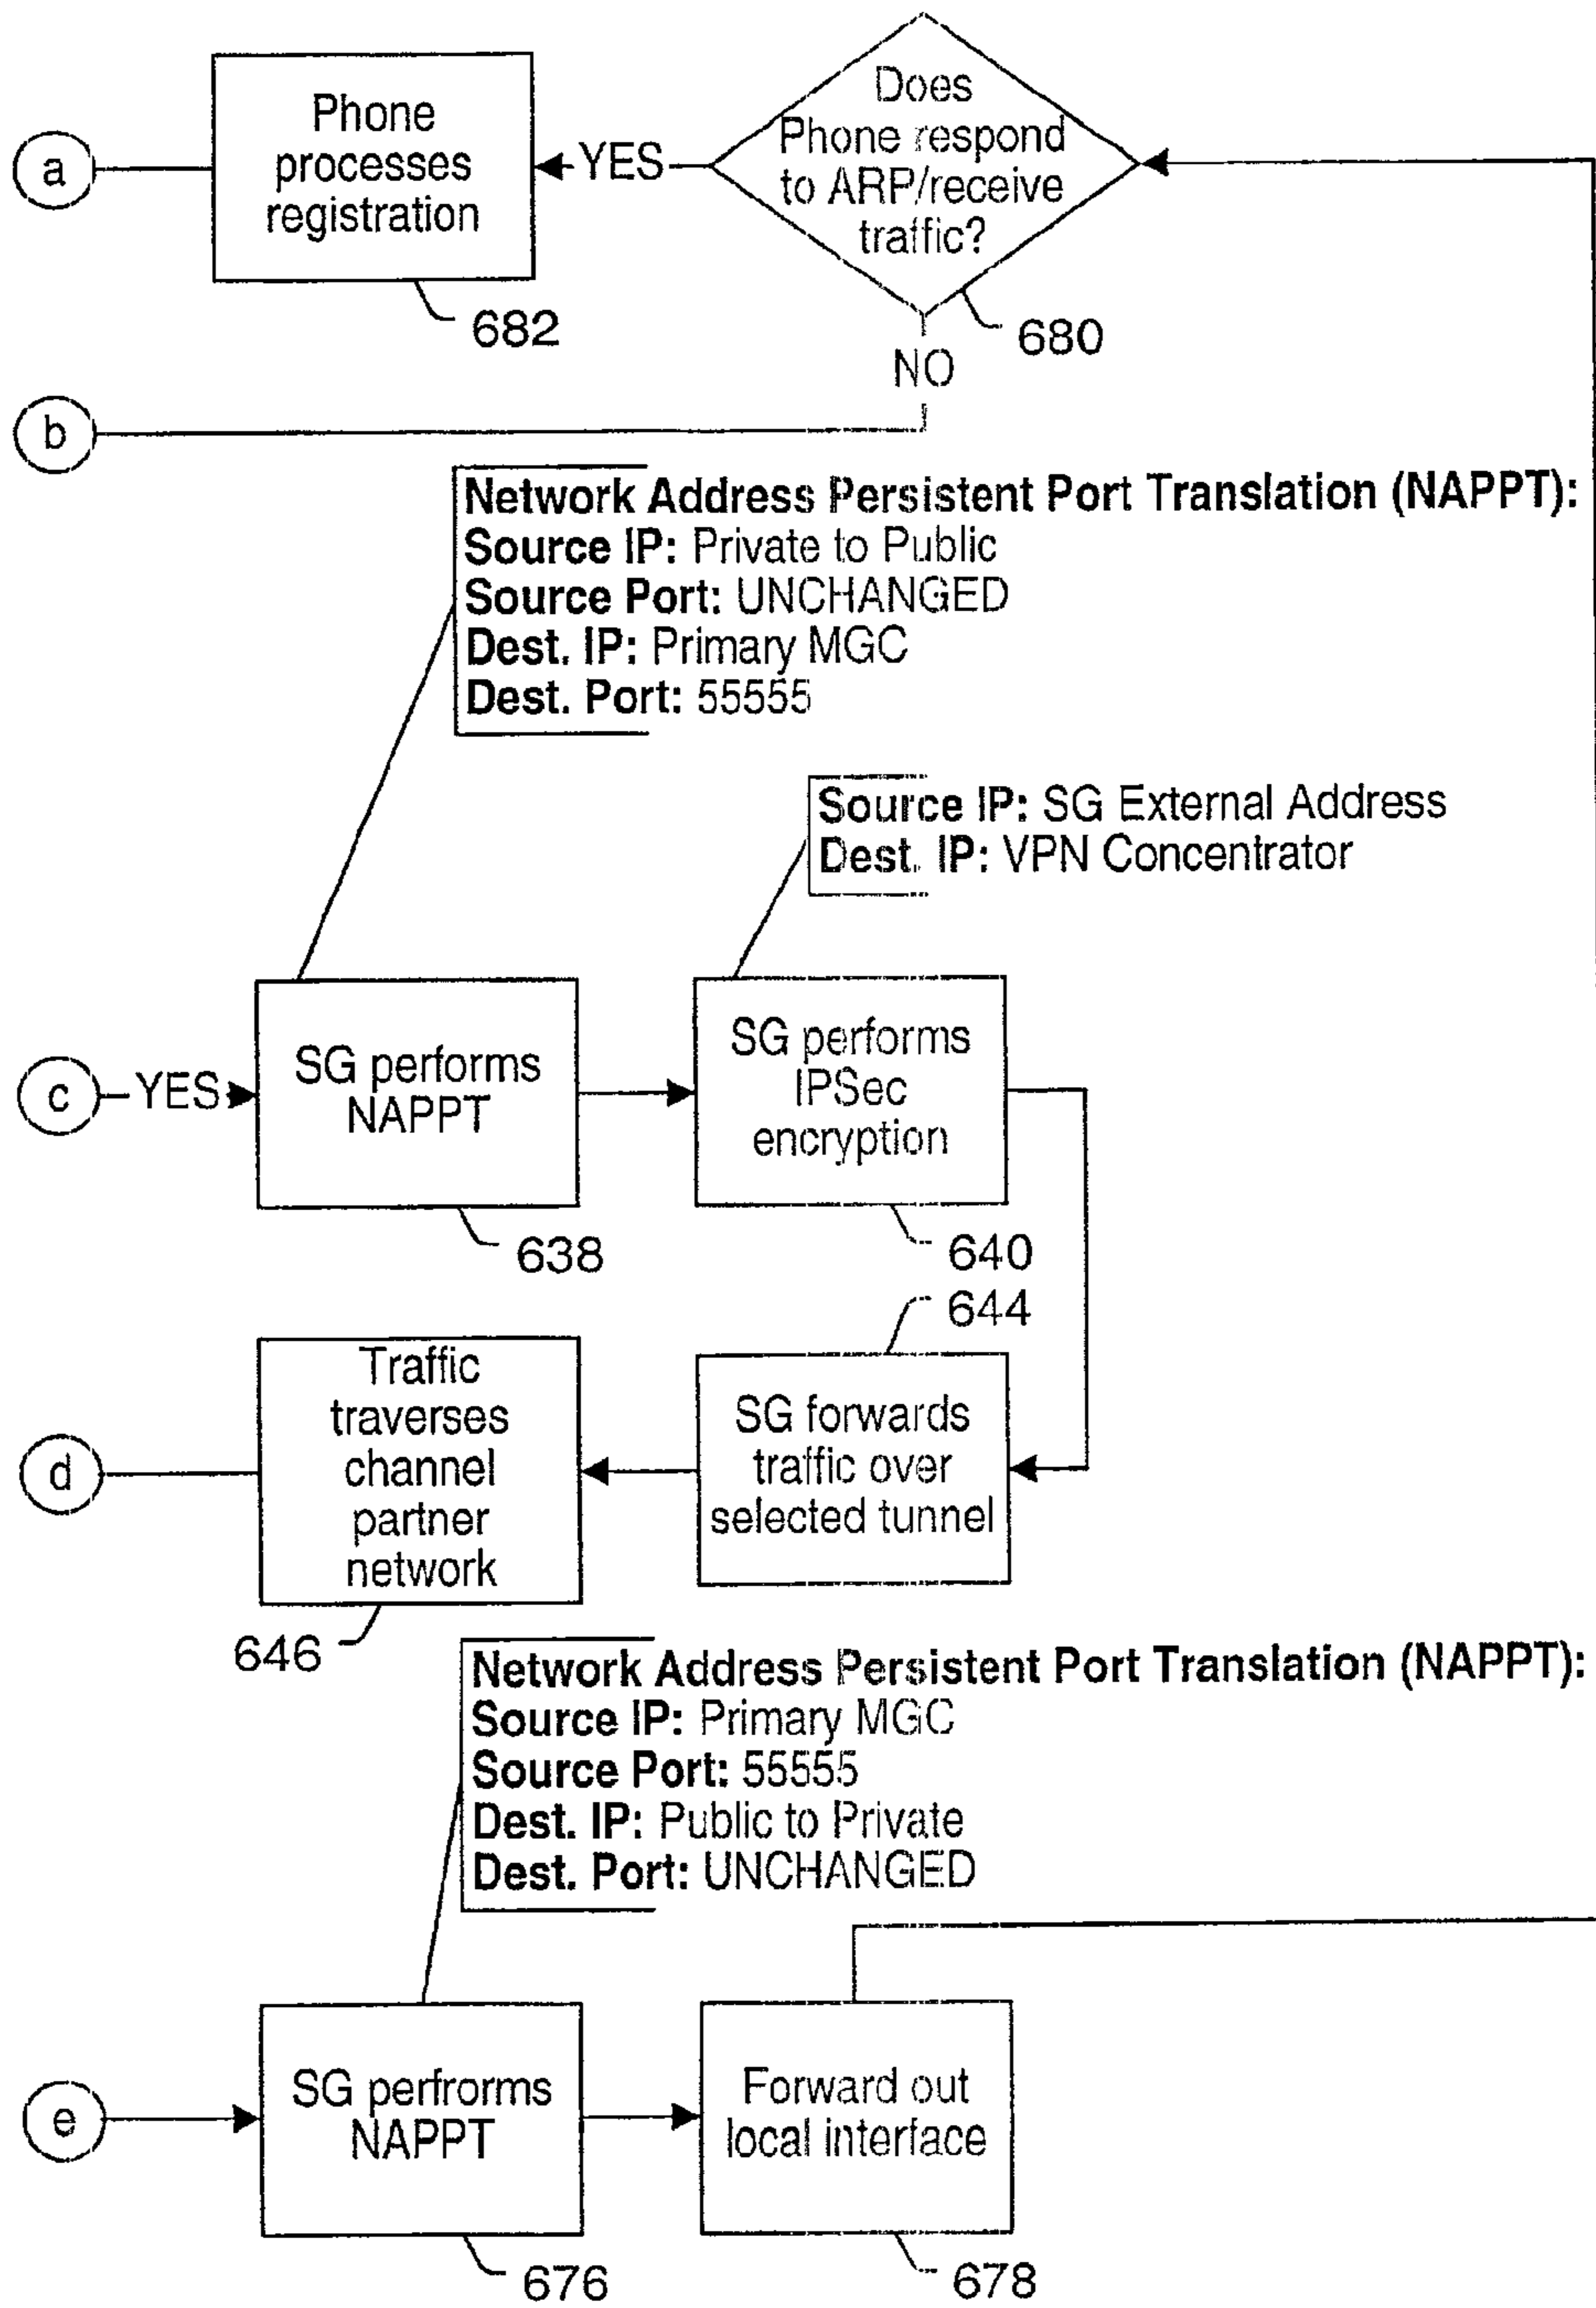 a
Phone
processes
registration
682
YES
Does
Phone respond
to ARP/receive
traffic?
680
NO
b
Network Address Persistent Port Translation (NAPPT):
Source IP: Private to Public
Source Port: UNCHANGED
Dest. IP: Primary MGC
Dest. Port: 55555
Source IP: SG External Address
Dest. IP: VPN Concentrator
c
YES
SG performs
NAPPT
638
SG performs
IPSec
encryption
640
644
d
Traffic
traverses
channel
partner
network
646
SG forwards
traffic over
selected tunnel
Network Address Persistent Port Translation (NAPPT):
Source IP: Primary MGC
Source Port: 55555
Dest. IP: Public to Private
Dest. Port: UNCHANGED
e
SG perfrorms
NAPPT
676
Forward out
local interface
678